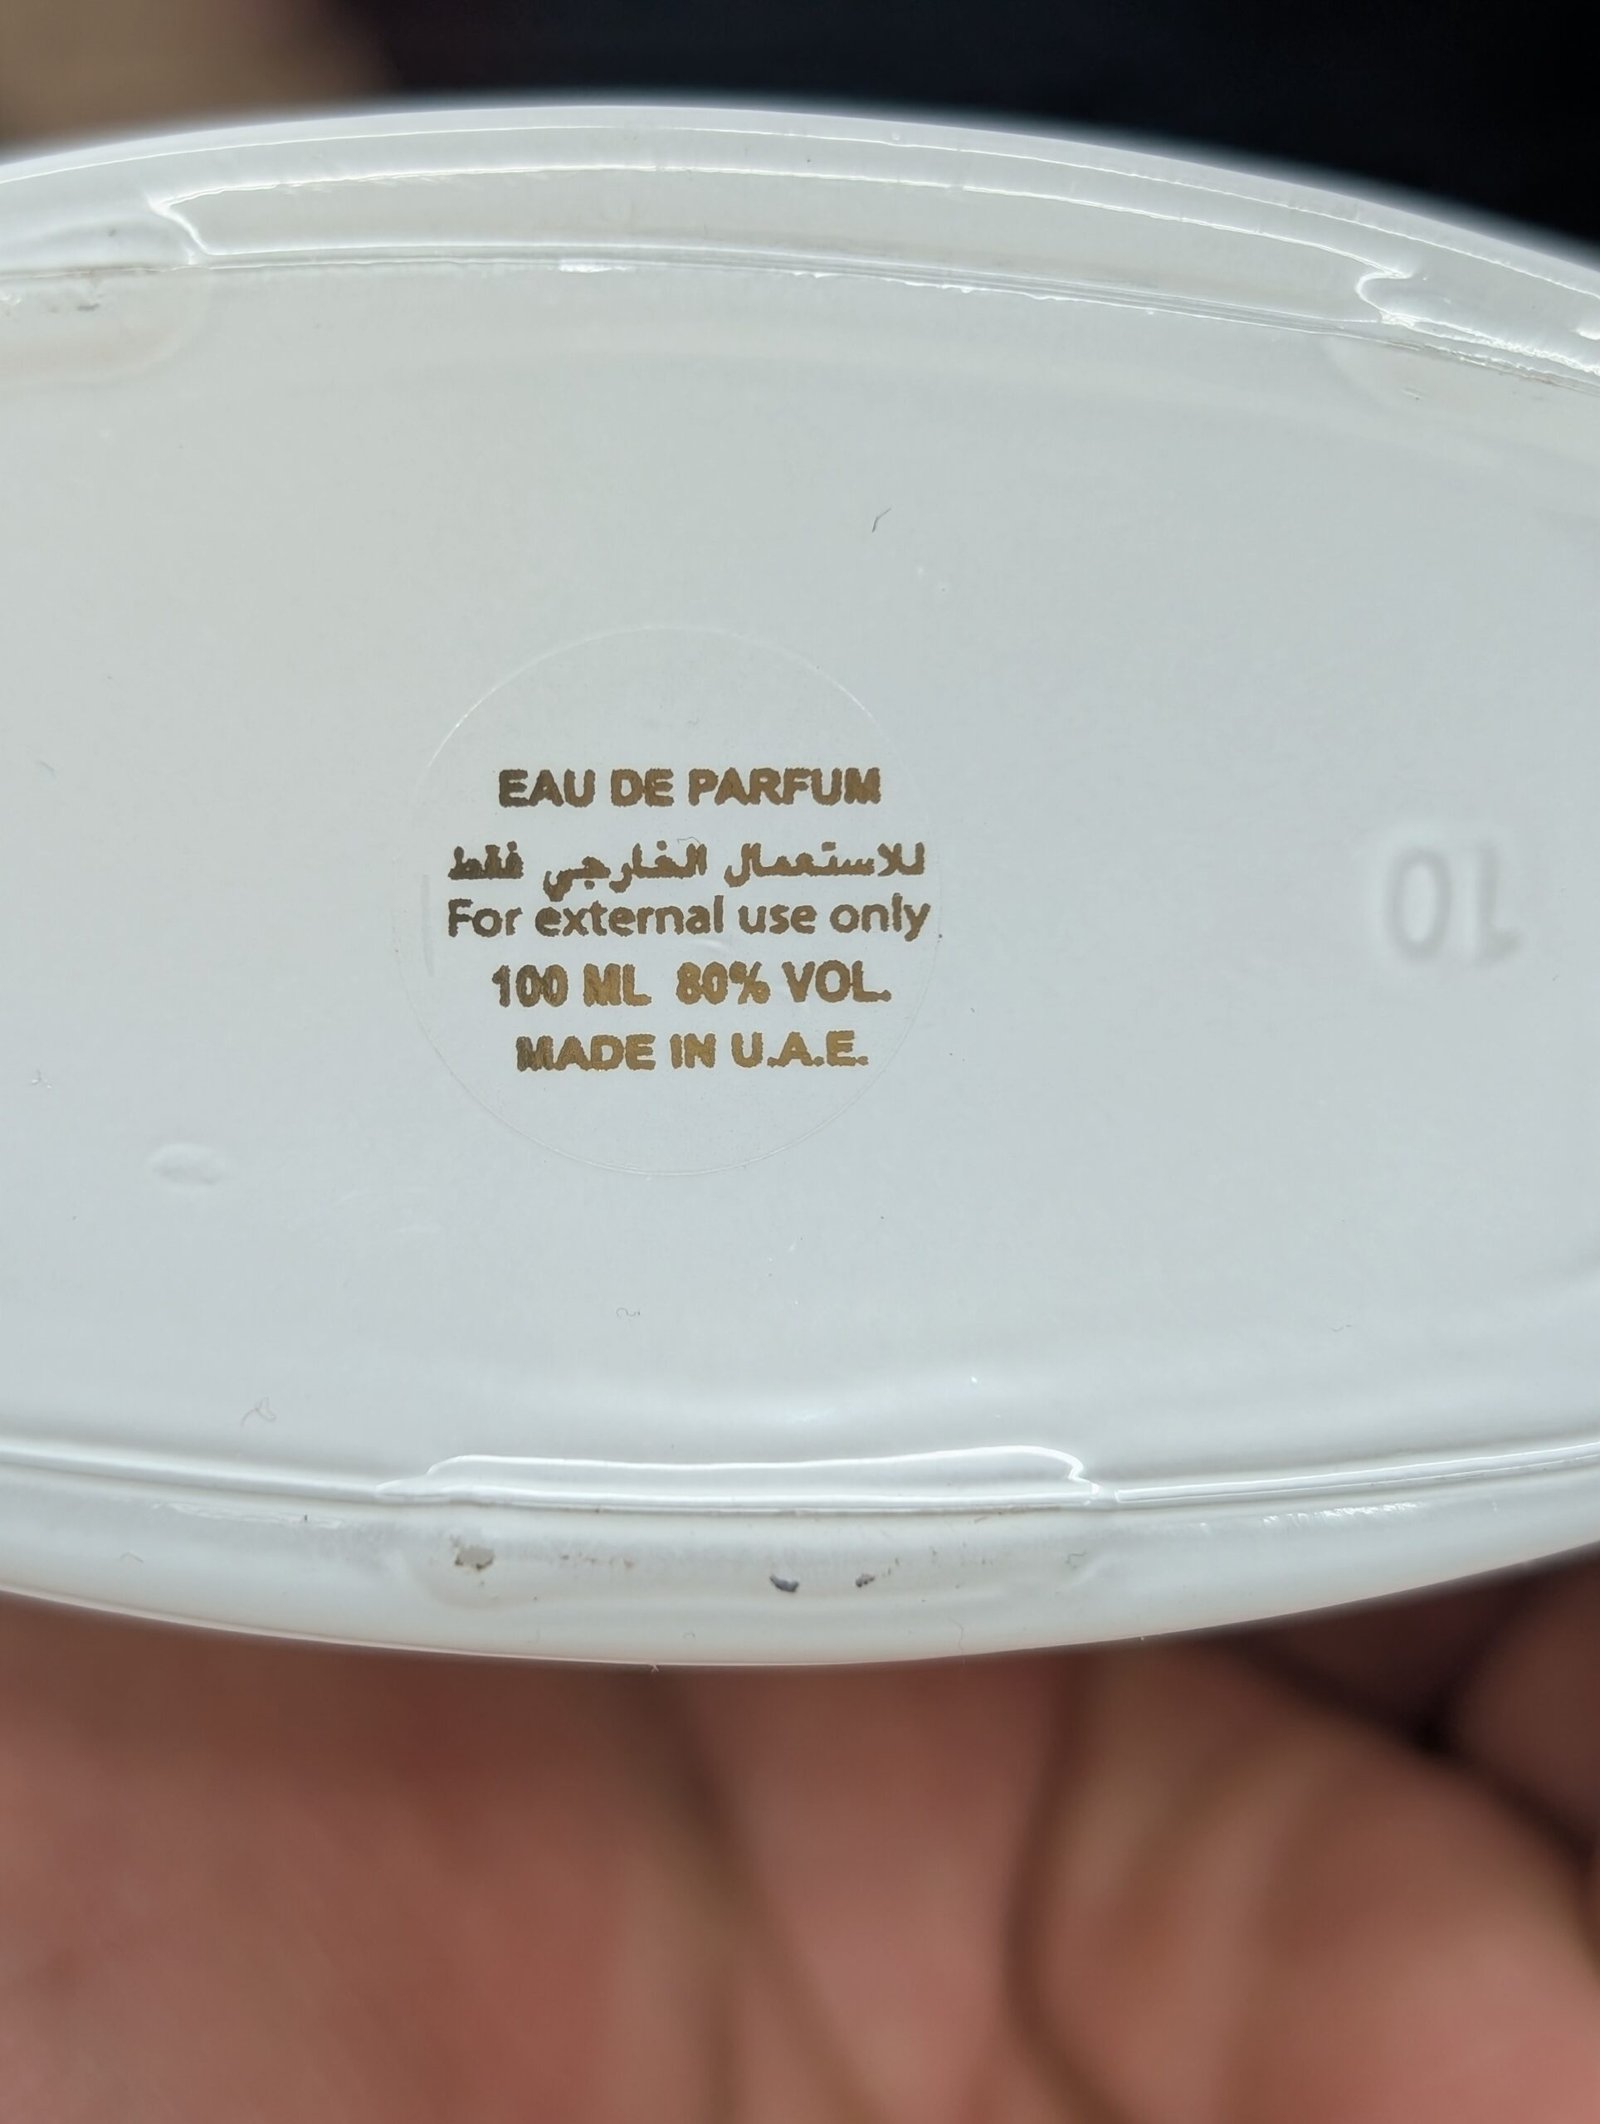 EAU DE PARFUM
للاستعمال الخارجي فقط
For external use only
100 ML 80% VOL.
MADE IN U.A.E.
10